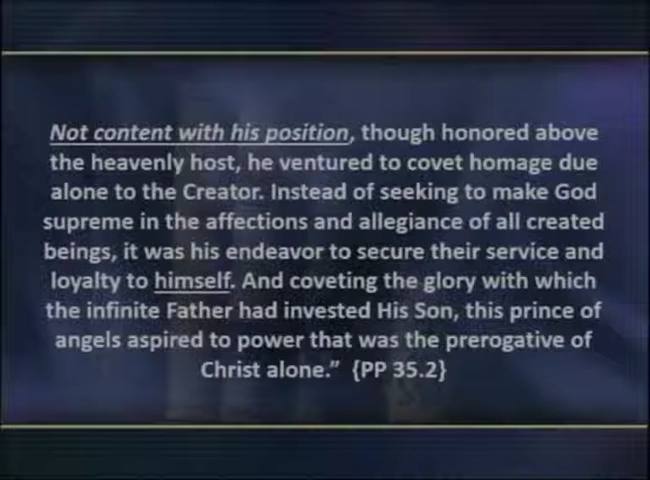 Not content with his position, though honored above
the heavenly host, he ventured to covet homage due
alone to the Creator. Instead of seeking to make God
supreme in the affections and allegiance of all created
beings, it was his endeavor to secure their service and
loyalty to himself. And coveting the glory with which
the infinite Father had invested His Son, this prince of
angels aspired to power that was the prerogative of
Christ alone.” {PP 35.2}